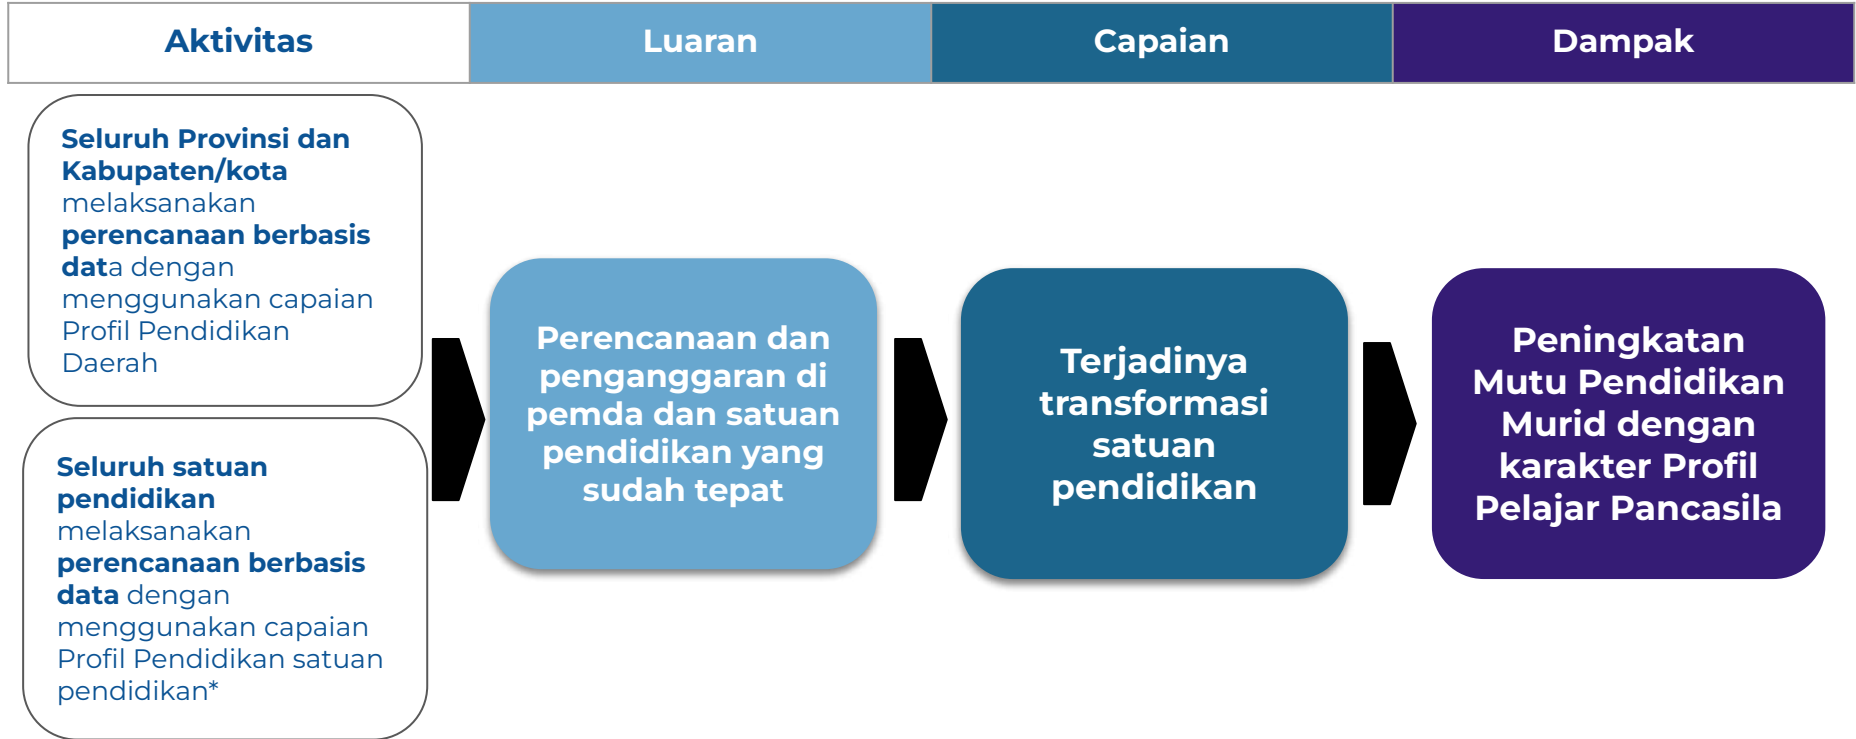 Aktivitas
Luaran
Capaian
Dampak
Seluruh Provinsi dan
Kabupaten/kota
melaksanakan
perencanaan berbasis
data dengan
menggunakan capaian
Profil Pendidikan
Daerah
Seluruh satuan
pendidikan
melaksanakan
perencanaan berbasis
data dengan
menggunakan capaian
Profil Pendidikan satuan
pendidikan*
Perencanaan dan
penganggaran di
pemda dan satuan
pendidikan yang
sudah tepat
Terjadinya
transformasi
satuan
pendidikan
Peningkatan
Mutu Pendidikan
Murid dengan
karakter Profil
Pelajar Pancasila